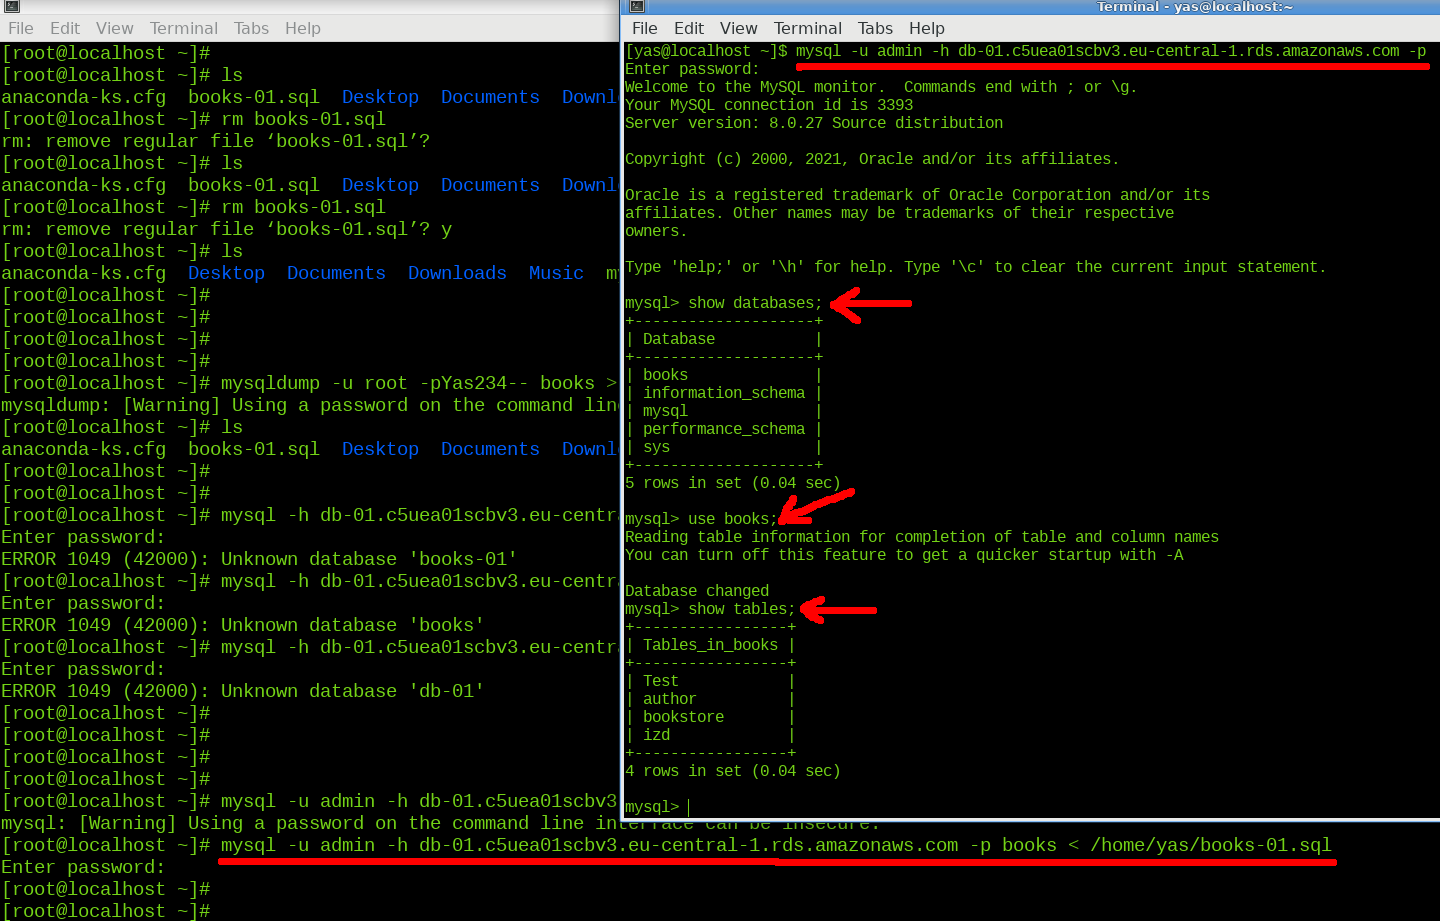 File Edit View Terminal Tabs Help
[root@localhost ~]#
[root@localhost ~]# ls
anaconda-ks.cfg  books-01.sql  Desktop  Documents  Downl
[root@localhost ~]# rm books-01.sql
rm: remove regular file ‘books-01.sql’?
[root@localhost ~]# ls
anaconda-ks.cfg  books-01.sql  Desktop  Documents  Downl
[root@localhost ~]# rm books-01.sql
rm: remove regular file ‘books-01.sql’? y
[root@localhost ~]# ls
anaconda-ks.cfg  Desktop  Documents  Downloads  Music  m
[root@localhost ~]#
[root@localhost ~]#
[root@localhost ~]#
[root@localhost ~]#
[root@localhost ~]# mysqldump -u root -pYas234-- books >
mysqldump: [Warning] Using a password on the command lin
[root@localhost ~]# ls
anaconda-ks.cfg  books-01.sql  Desktop  Documents  Downl
[root@localhost ~]#
[root@localhost ~]#
[root@localhost ~]# mysql -h db-01.c5uea01scbv3.eu-centr
Enter password:
ERROR 1049 (42000): Unknown database 'books-01'
[root@localhost ~]# mysql -h db-01.c5uea01scbv3.eu-centr
Enter password:
ERROR 1049 (42000): Unknown database 'books'
[root@localhost ~]# mysql -h db-01.c5uea01scbv3.eu-centr
Enter password:
ERROR 1049 (42000): Unknown database 'db-01'
[root@localhost ~]#
[root@localhost ~]#
[root@localhost ~]#
[root@localhost ~]#
[root@localhost ~]# mysql -u admin -h db-01.c5uea01scbv3
mysql: [Warning] Using a password on the command line interface can be insecure.
[root@localhost ~]# mysql -u admin -h db-01.c5uea01scbv3.eu-central-1.rds.amazonaws.com -p books < /home/yas/books-01.sql
Enter password:
[root@localhost ~]#
[root@localhost ~]#
Terminal - yas@localhost:~
File Edit View Terminal Tabs Help
[yas@localhost ~]$ mysql -u admin -h db-01.c5uea01scbv3.eu-central-1.rds.amazonaws.com -p
Enter password:
Welcome to the MySQL monitor.  Commands end with ; or \g.
Your MySQL connection id is 3393
Server version: 8.0.27 Source distribution
Copyright (c) 2000, 2021, Oracle and/or its affiliates.
Oracle is a registered trademark of Oracle Corporation and/or its
affiliates. Other names may be trademarks of their respective
owners.
Type 'help;' or '\h' for help. Type '\c' to clear the current input statement.
mysql> show databases;
+--------------------+
| Database           |
+--------------------+
| books              |
| information_schema |
| mysql              |
| performance_schema |
| sys                |
+--------------------+
5 rows in set (0.04 sec)
mysql> use books;
Reading table information for completion of table and column names
You can turn off this feature to get a quicker startup with -A
Database changed
mysql> show tables;
+-----------------+
| Tables_in_books |
+-----------------+
| Test            |
| author          |
| bookstore       |
| izd             |
+-----------------+
4 rows in set (0.04 sec)
mysql>